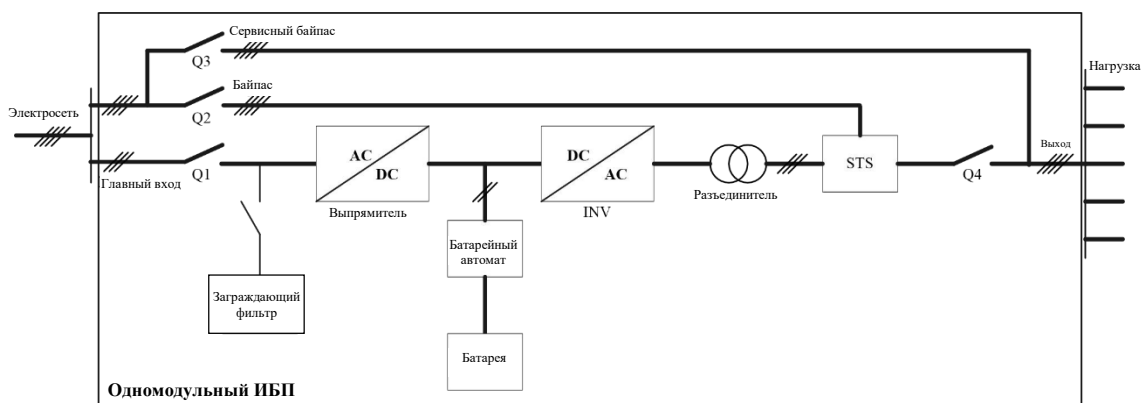 Сервисный байпас
Q3
Нагрузка
Байпас
Электросеть
Q2
AC
DC
DC
AC
STS
Выход
Главный вход
Q1
Q4
Разъединитель
Выпрямитель
INV
Батарейный
автомат
Заграждающий
фильтр
Батарея
Одномодульный ИБП